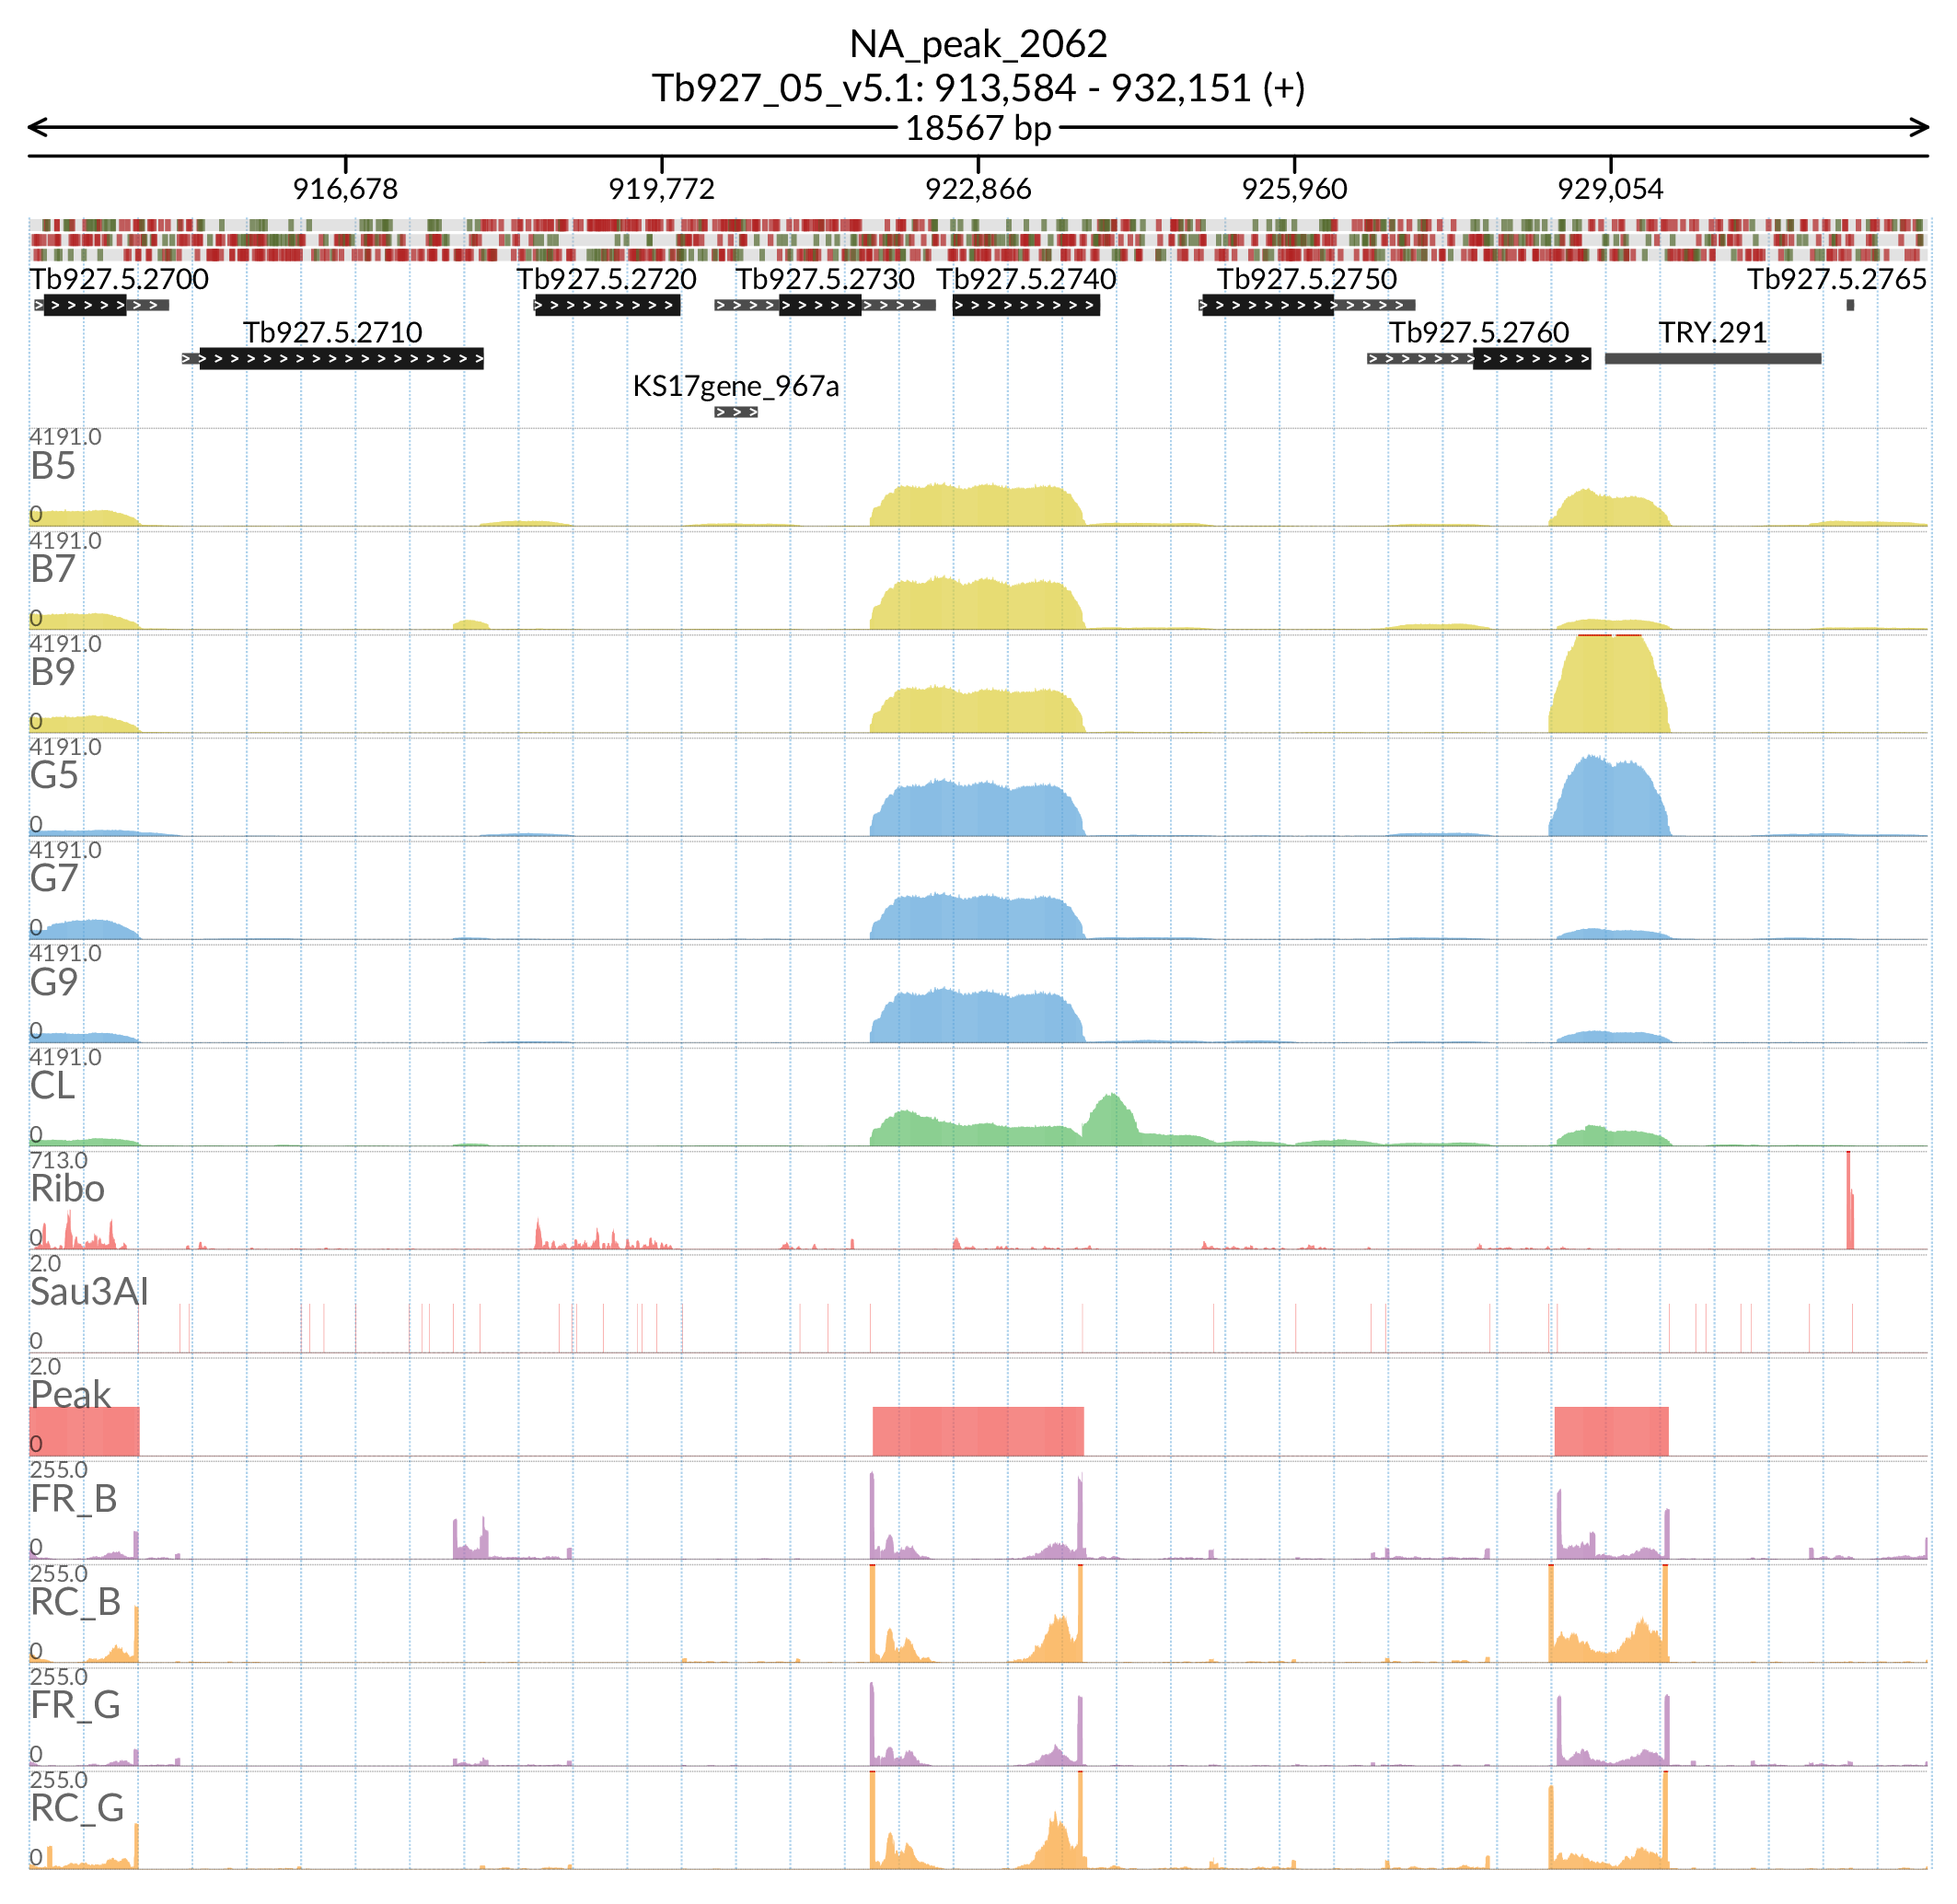 NA_peak_2062
Tb927_05_v5.1: 913,584 - 932,151 (+)
18567 bp
916,678 919,772 922,866 925,960 929,054
Tb927.5.2700 Tb927.5.2720 Tb927.5.2730 Tb927.5.2740 Tb927.5.2750 Tb927.5.2765
Tb927.5.2710 Tb927.5.2760 TRY.291
KS17gene_967a
4191.0
B5
0
4191.0
B7
0
4191.0
B9
0
4191.0
G5
0
4191.0
G7
0
4191.0
G9
0
4191.0
CL
0
713.0
Ribo
0
2.0
Sau3AI
0
2.0
Peak
0
255.0
FR_B
0
255.0
RC_B
0
255.0
FR_G
0
255.0
RC_G
0